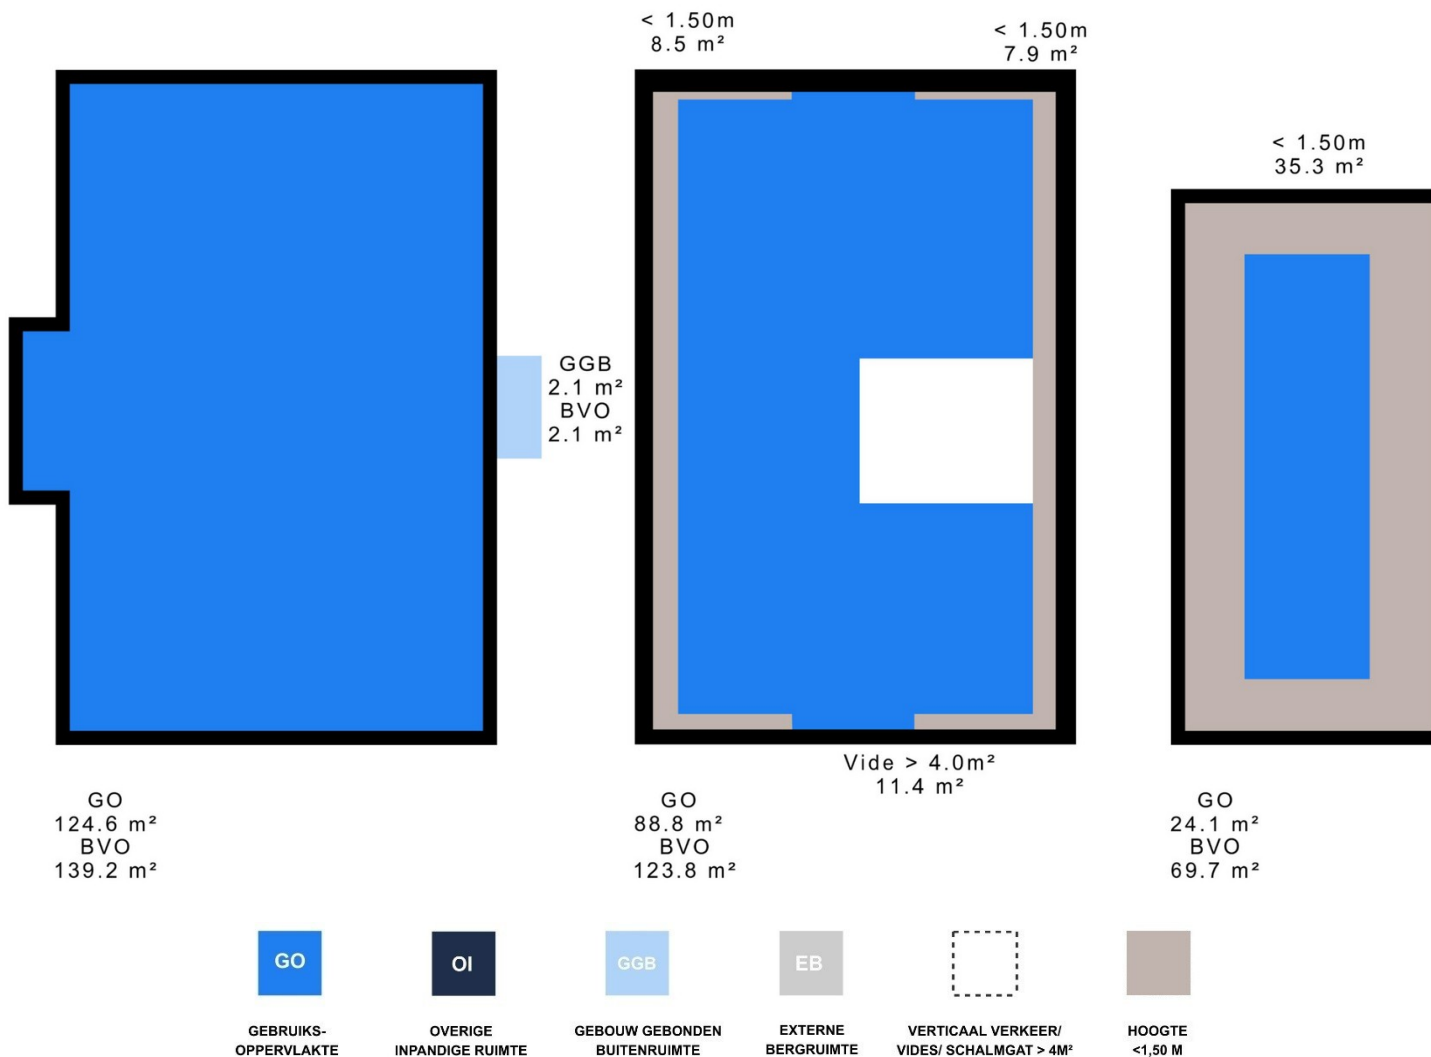 < 1.50m
8.5 m²
< 1.50m
7.9 m²
< 1.50m
35.3 m²
GGB
2.1 m²
BVO
2.1 m²
Vide > 4.0m²
11.4 m²
GO
124.6 m²
BVO
139.2 m²
GO
88.8 m²
BVO
123.8 m²
GO
24.1 m²
BVO
69.7 m²
GO
GEBRUIKS-
OPPERVLAKTE
OI
OVERIGE
INPANDIGE RUIMTE
GGB
GEBOUW GEBONDEN
BUITENRUIMTE
EB
EXTERNE
BERGRUIMTE
VERTICAAL VERKEER/
VIDES/ SCHALMGAT > 4M²
HOOGTE
<1,50 M